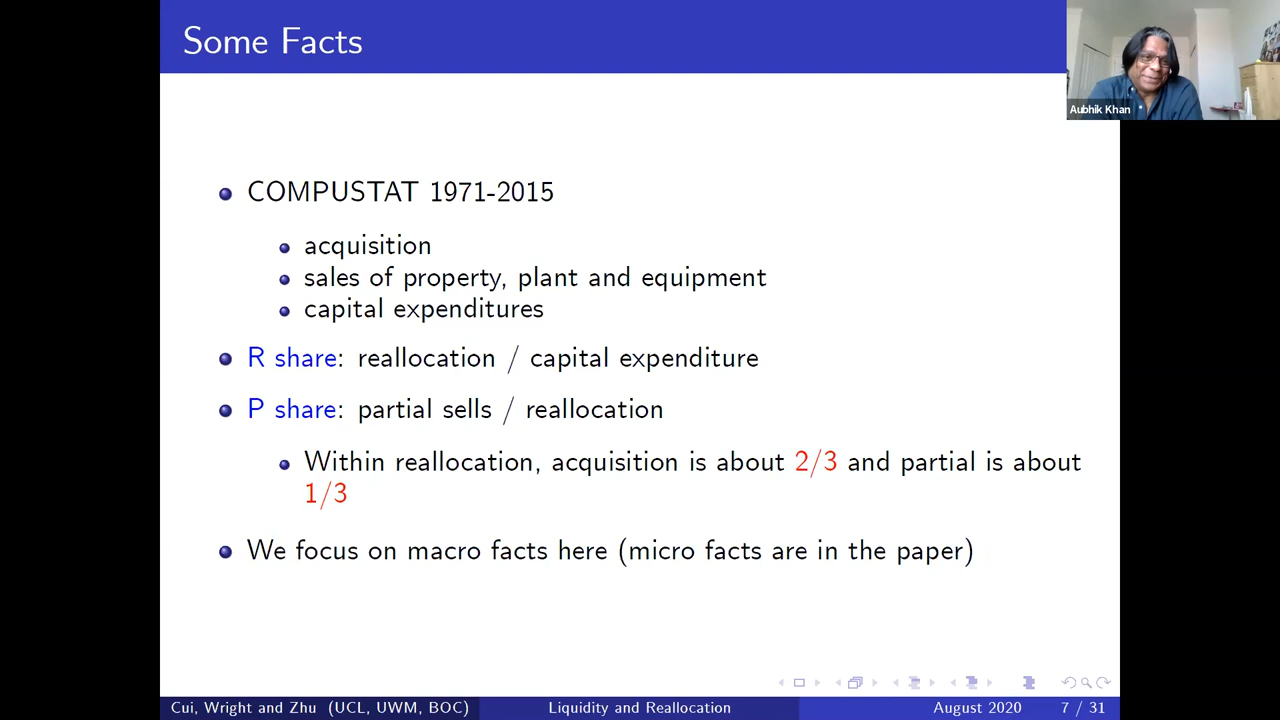 Some Facts
Aubhik Khan
COMPUSTAT 1971-2015
acquisition
sales of property, plant and equipment
capital expenditures
R share: reallocation / capital expenditure
P share: partial sells / reallocation
Within reallocation, acquisition is about 2/3 and partial is about
1/3
We focus on macro facts here (micro facts are in the paper)
Cui, Wright and Zhu (UCL, UWM, BOC) Liquidity and Reallocation August 2020 7 / 31